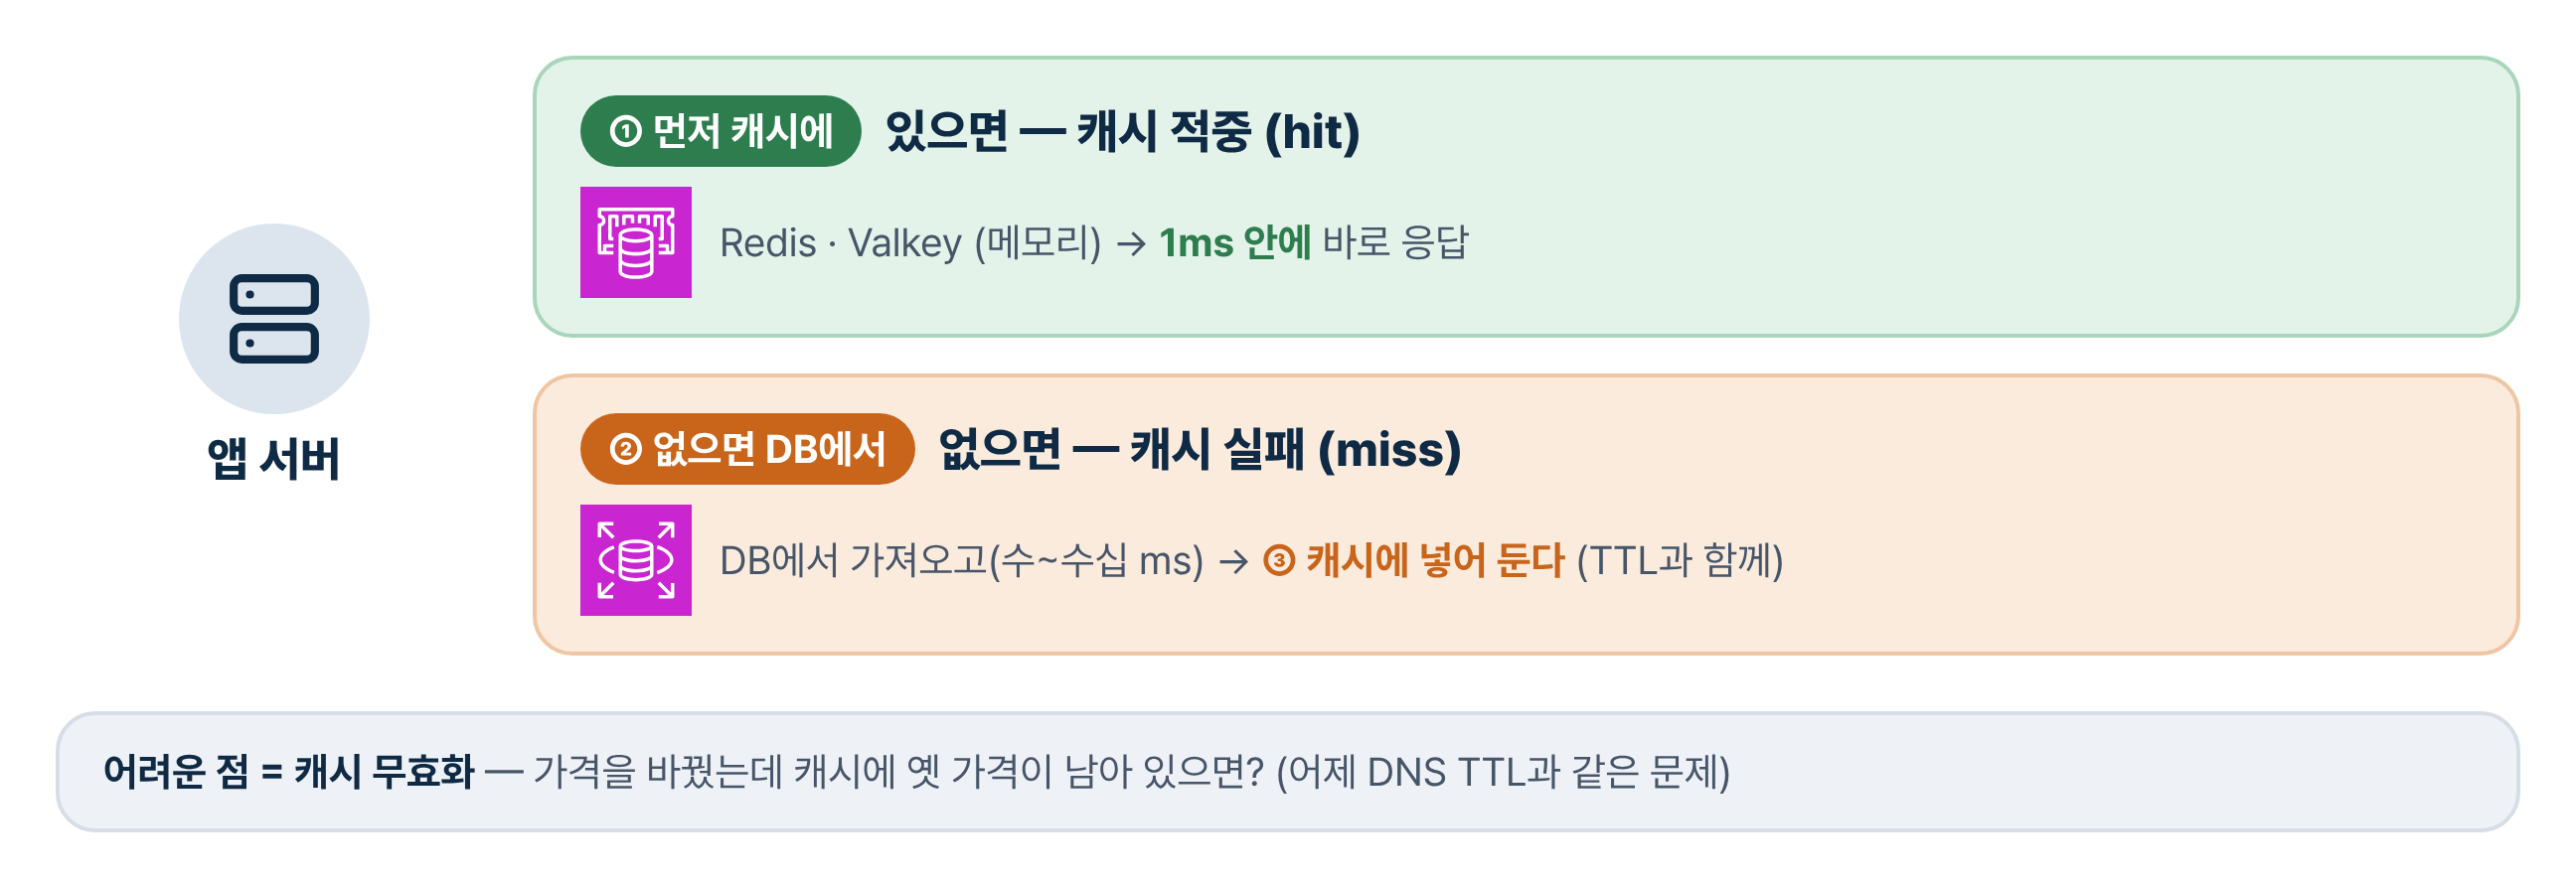 ① 먼저 캐시에 있으면 — 캐시 적중 (hit)
Redis · Valkey (메모리) → 1ms 안에 바로 응답
앱 서버
② 없으면 DB에서 없으면 — 캐시 실패 (miss)
DB에서 가져오고(수~수십 ms) → ③ 캐시에 넣어 둔다 (TTL과 함께)
어려운 점 = 캐시 무효화 — 가격을 바꿨는데 캐시에 옛 가격이 남아 있으면? (어제 DNS TTL과 같은 문제)